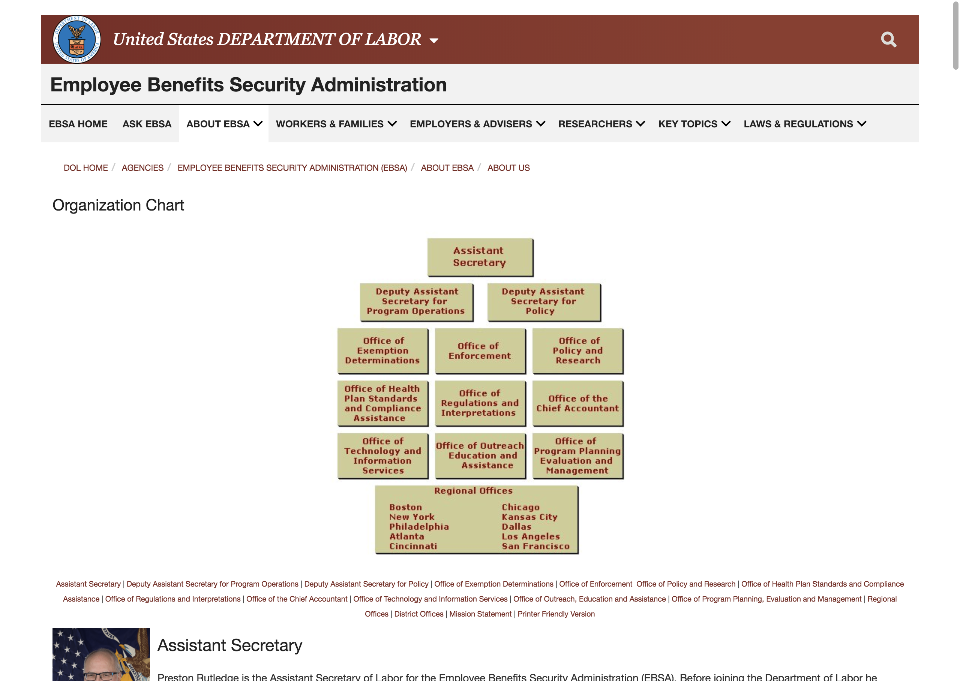 United States DEPARTMENT OF LABOR
Employee Benefits Security Administration
EBSA HOME ASK EBSA ABOUT EBSA WORKERS & FAMILIES EMPLOYERS & ADVISERS RESEARCHERS KEY TOPICS LAWS & REGULATIONS
DOL HOME / AGENCIES / EMPLOYEE BENEFITS SECURITY ADMINISTRATION (EBSA) / ABOUT EBSA / ABOUT US
Organization Chart
Assistant
Secretary
Deputy Assistant
Secretary for
Program Operations
Deputy Assistant
Secretary for
Policy
Office of
Exemption
Determinations
Office of
Enforcement
Office of
Policy and
Research
Office of Health
Plan Standards
and Compliance
Assistance
Office of
Regulations and
Interpretations
Office of the
Chief Accountant
Office of
Technology and
Information
Services
Office of Outreach
Education and
Assistance
Office of
Program Planning
Evaluation and
Management
Regional Offices
Boston
New York
Philadelphia
Atlanta
Cincinnati
Chicago
Kansas City
Dallas
Los Angeles
San Francisco
Assistant Secretary | Deputy Assistant Secretary for Program Operations | Deputy Assistant Secretary for Policy | Office of Exemption Determinations | Office of Enforcement Office of Policy and Research | Office of Health Plan Standards and Compliance
Assistance | Office of Regulations and Interpretations | Office of the Chief Accountant | Office of Technology and Information Services | Office of Outreach, Education and Assistance | Office of Program Planning, Evaluation and Management | Regional
Offices | District Offices | Mission Statement | Printer Friendly Version
Assistant Secretary
Preston Rutledge is the Assistant Secretary of Labor for the Employee Benefits Security Administration (EBSA). Before joining the Department of Labor he